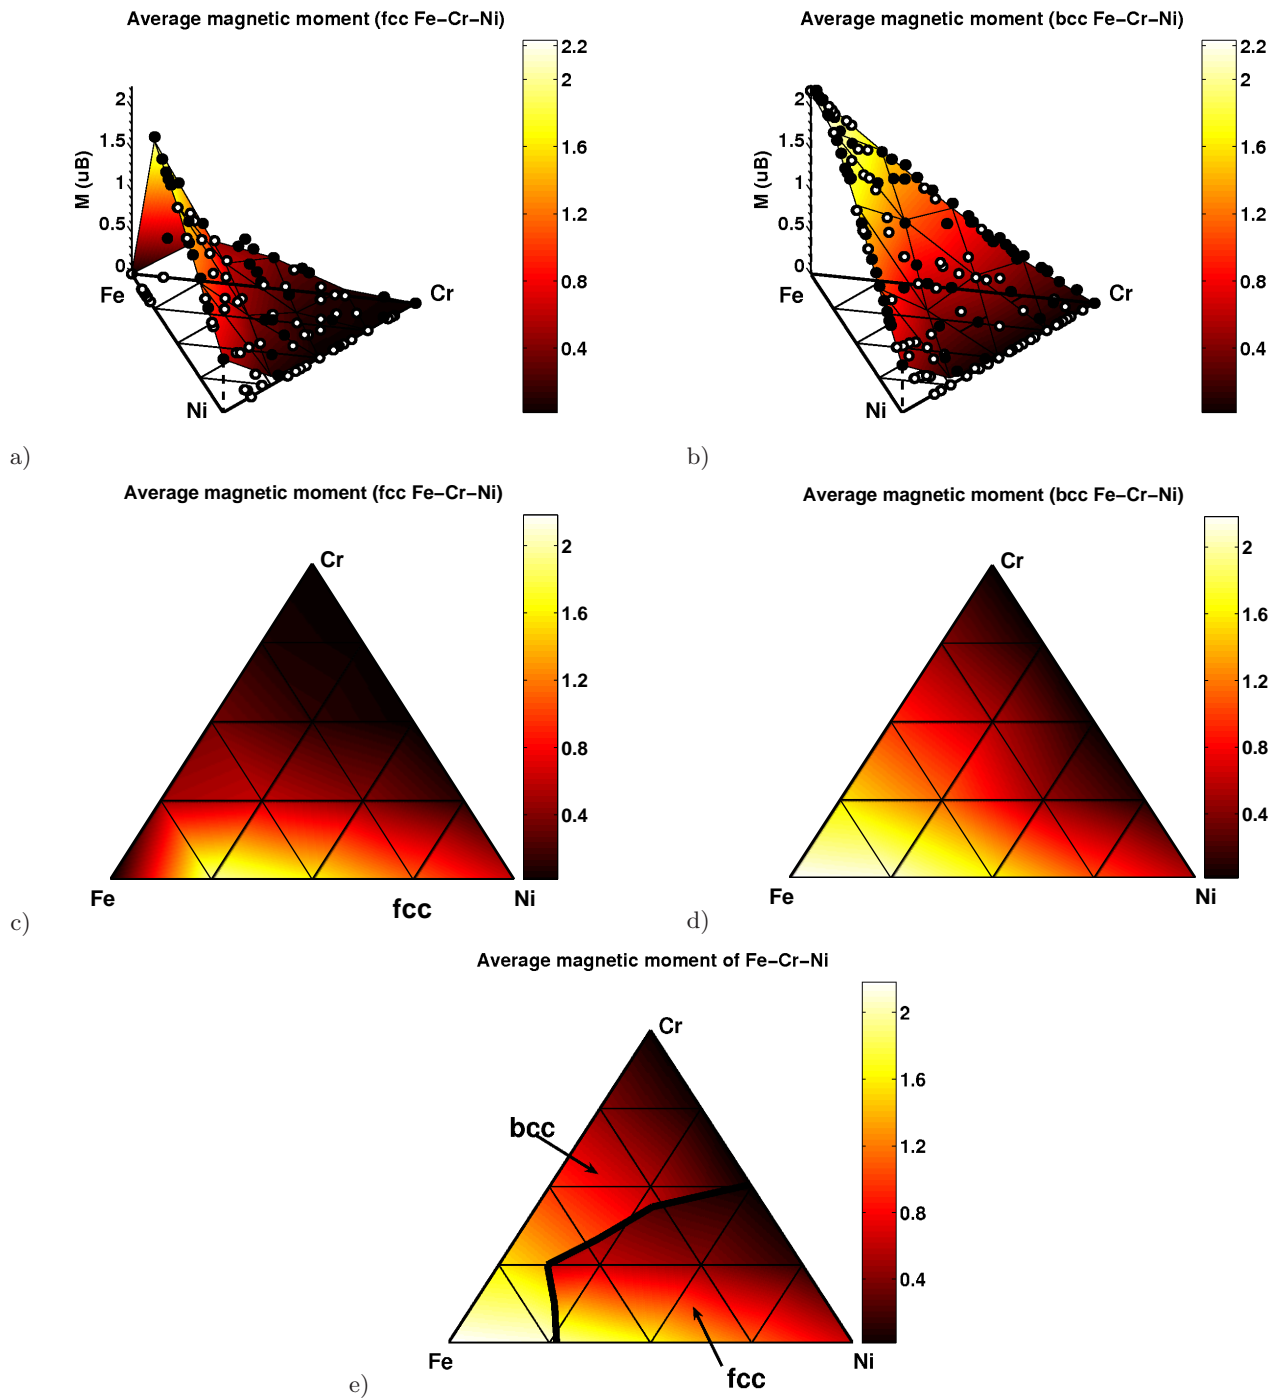 Average magnetic moment (fcc Fe−Cr−Ni)
2.2
2
1.6
1.2
0.8
0.4
2
1.5
1
0.5
0
M (uB)
Fe
Cr
Ni
a)
Average magnetic moment (bcc Fe−Cr−Ni)
2.2
2
1.6
1.2
0.8
0.4
2
1.5
1
0.5
0
M (uB)
Fe
Cr
Ni
b)
Average magnetic moment (fcc Fe−Cr−Ni)
Cr
2
1.6
1.2
0.8
0.4
Fe
fcc
Ni
c)
Average magnetic moment (bcc Fe−Cr−Ni)
Cr
2
1.6
1.2
0.8
0.4
Fe
Ni
d)
Average magnetic moment of Fe−Cr−Ni
Cr
2
1.6
1.2
0.8
0.4
bcc
Fe
fcc
Ni
e)